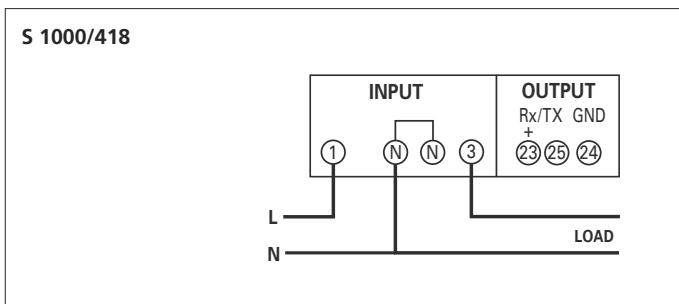 S 1000/418
INPUT OUTPUT
Rx/TX GND
+
1 N N 3 23 25 24
L
LOAD
N